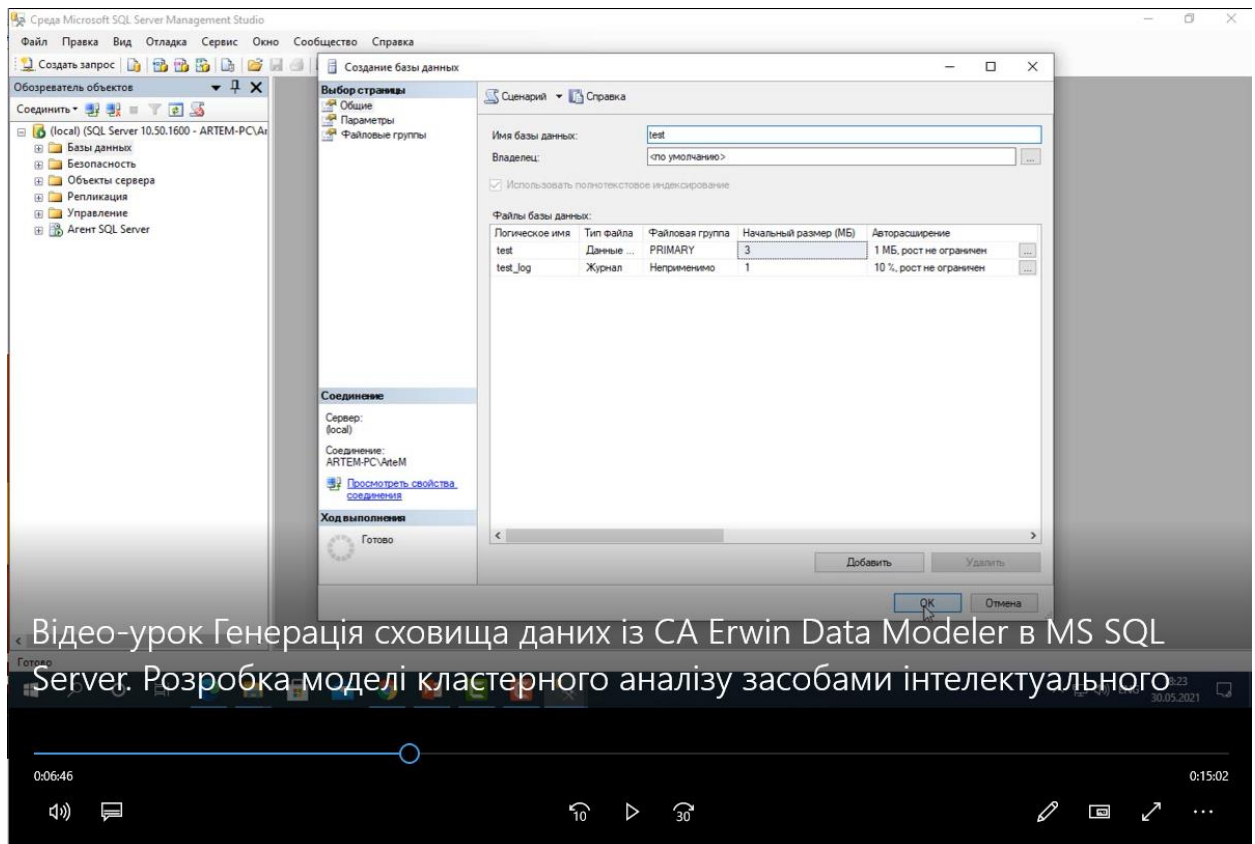 Среда Microsoft SQL Server Management Studio
Файл Правка Вид Отладка Сервис Окно Сообщество Справка
Создать запрос
Обозреватель объектов
Соединить
(local) (SQL Server 10.50.1600 - ARTEM-PC\Ar
Базы данных
Безопасность
Объекты сервера
Репликация
Управление
Агент SQL Server
Создание базы данных
Выбор страницы
Общие
Параметры
Файловые группы
Сценарий Справка
Имя базы данных: test
Владелец: <по умолчанию> ...
Использовать полнотекстовое индексирование
Файлы базы данных:
Логическое имя Тип файла Файловая группа Начальный размер (МБ) Авторасширение
test Данные ... PRIMARY 3 1 МБ, рост не ограничен ...
test_log Журнал Неприменимо 1 10 %, рост не ограничен ...
Соединение
Сервер:
(local)
Соединение:
ARTEM-PC\ArteM
Просмотреть свойства
соединения
Ход выполнения
Готово
Добавить Удалить
OK Отмена
Готово
Відео-урок Генерація сховища даних із CA Erwin Data Modeler в MS SQL
Server. Розробка моделі кластерного аналізу засобами інтелектуального
30.05.2021
0:06:46 0:15:02
10 30